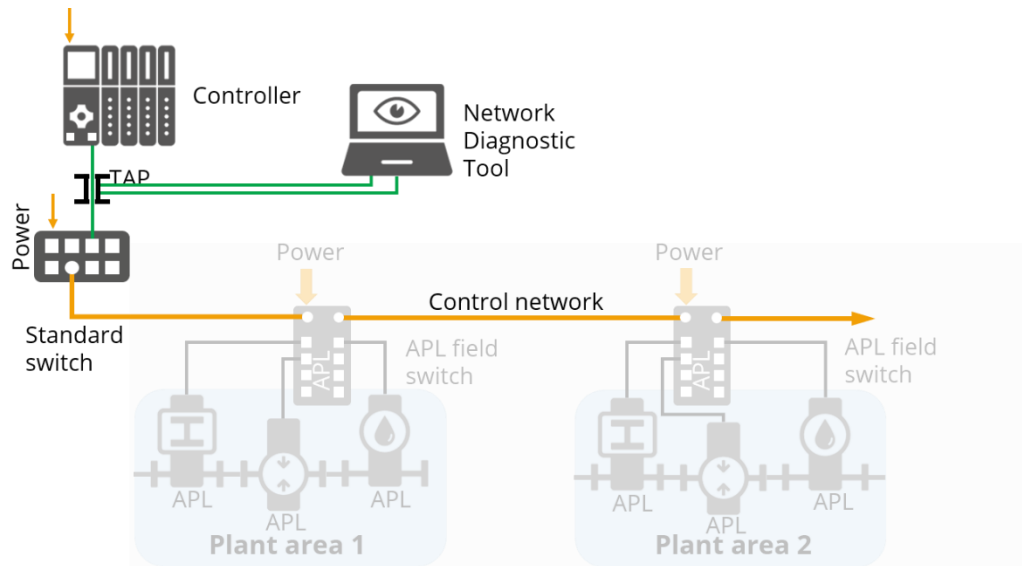 Controller
Network
Diagnostic
Tool
TAP
Power
Power
Power
Control network
Standard
switch
APL
APL field
switch
APL
APL field
switch
APL
APL
APL
APL
APL
APL
Plant area 1
Plant area 2